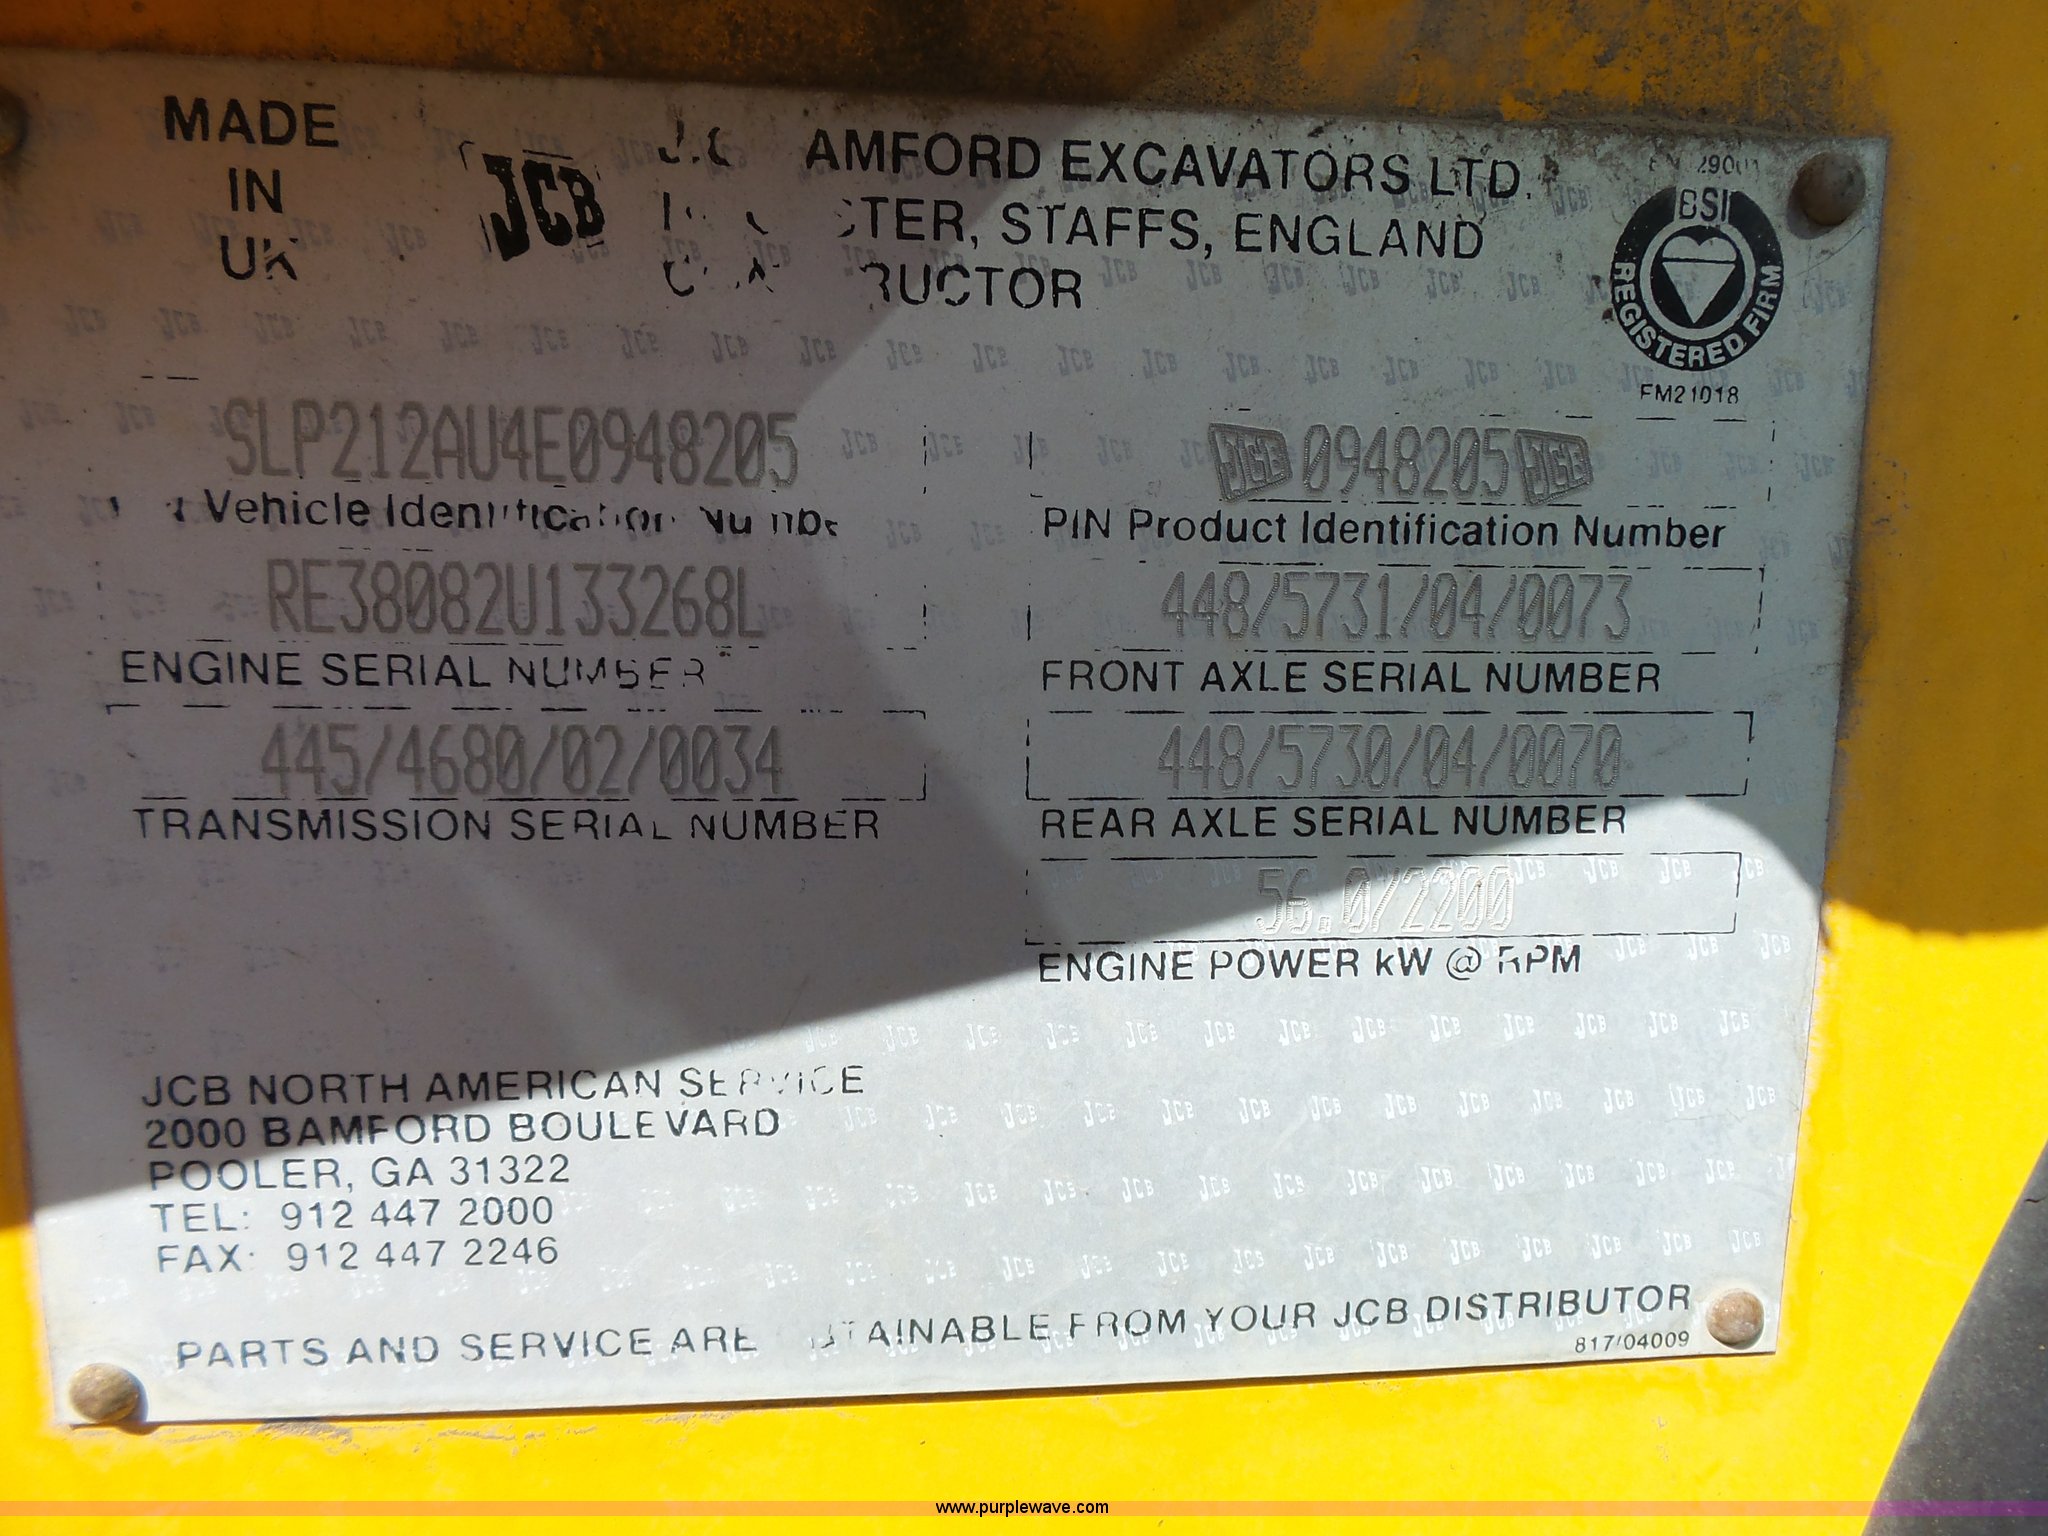 MADE
IN
UK
JCB
EXCAVATORS LTD.
STAFFS, ENGLAND
BSI
REGISTERED FIRM
FM21018
SLP212AU4E0948205
Vehicle Identification
JCB 0948205 JCB
PIN Product Identification Number
RE38082U133268L
ENGINE SERIAL NUMBER
448/5731/04/0073
FRONT AXLE SERIAL NUMBER
445/4680/02/0034
TRANSMISSION SERIAL NUMBER
448/5730/04/0070
REAR AXLE SERIAL NUMBER
56.0/2200
ENGINE POWER kW @ RPM
JCB NORTH AMERICAN SERVICE
2000 BAMFORD BOULEVARD
POOLER, GA 31322
TEL: 912 447 2000
FAX: 912 447 2246
PARTS AND SERVICE ARE FROM YOUR JCB DISTRIBUTOR
817/04009
www.purplewave.com